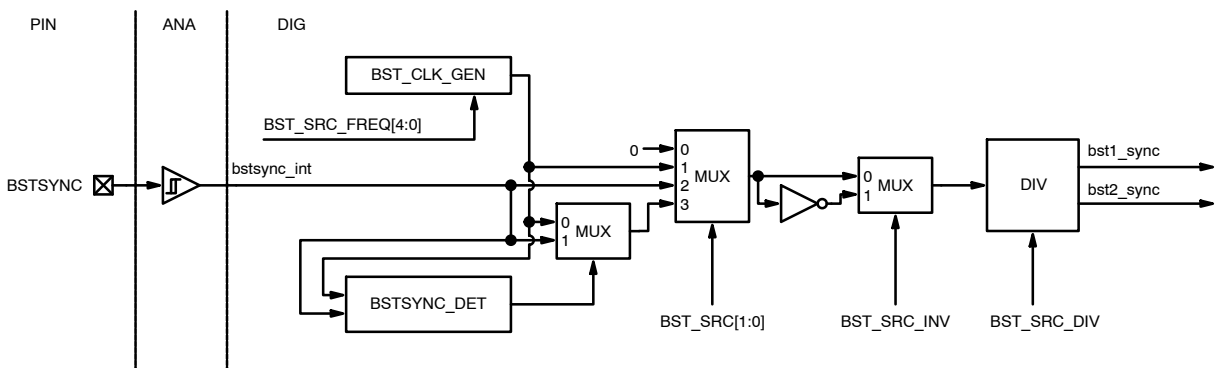 PIN
ANA
DIG
BST_CLK_GEN
BST_SRC_FREQ[4:0]
BSTSYNC
bstsync_int
0
0
1
2
3
MUX
0
1
MUX
BSTSYNC_DET
BST_SRC[1:0]
0
1
MUX
BST_SRC_INV
DIV
BST_SRC_DIV
bst1_sync
bst2_sync